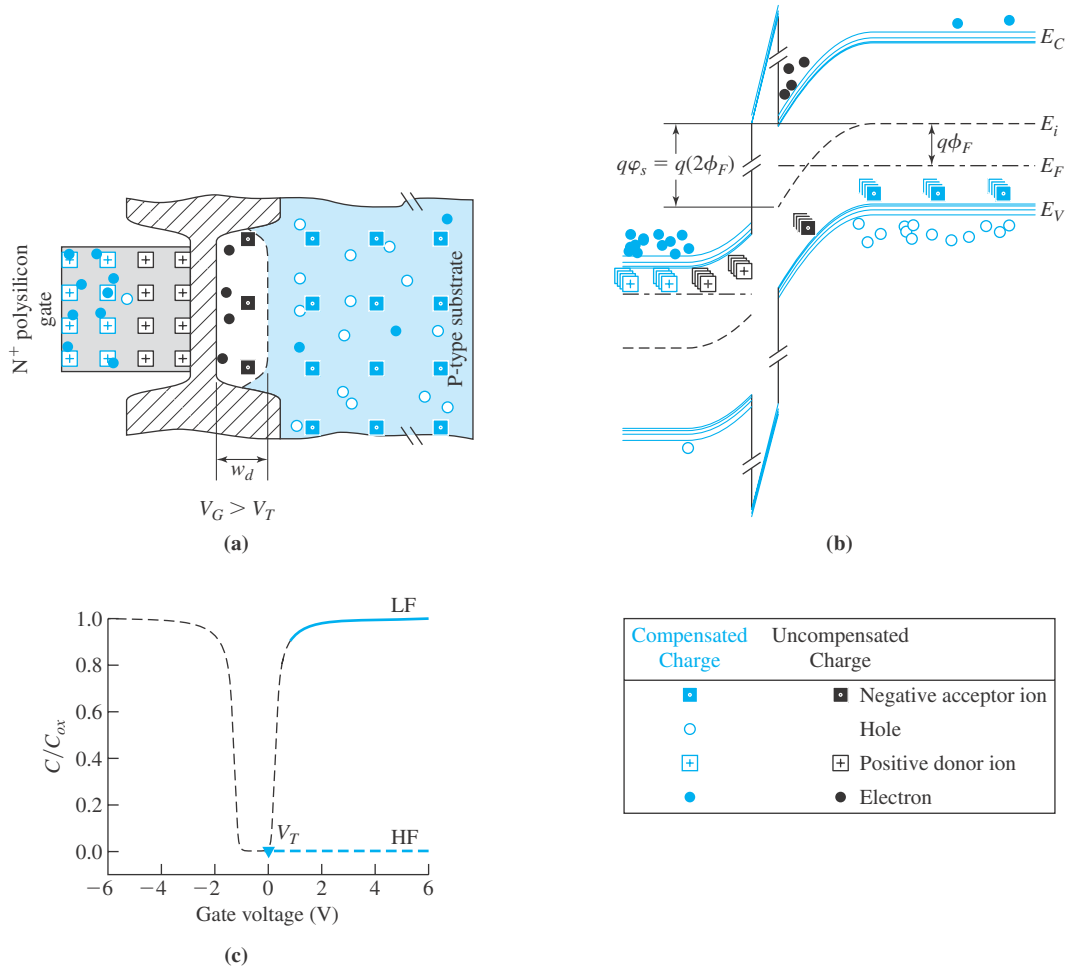 N+ polysilicon
gate
P-type substrate
w_d
V_G > V_T
(a)
E_C
E_i
qϕ_F
qφ_s = q(2ϕ_F)
E_F
E_V
(b)
LF
1.0
0.8
0.6
0.4
0.2
0.0
C/C_ox
V_T
HF
−6 −4 −2 0 2 4 6
Gate voltage (V)
(c)
Compensated Uncompensated
Charge Charge
Negative acceptor ion
Hole
Positive donor ion
Electron